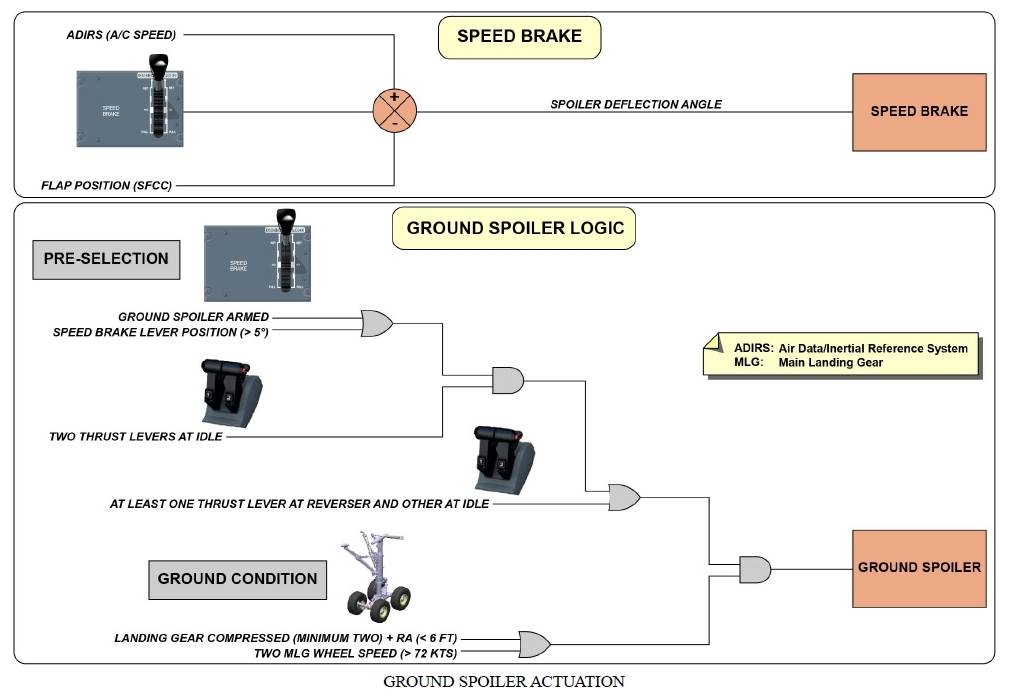 SPEED BRAKE
ADIRS (A/C SPEED)
SPEED
BRAKE
+
-
SPOILER DEFLECTION ANGLE
SPEED BRAKE
FLAP POSITION (SFCC)
GROUND SPOILER LOGIC
PRE-SELECTION
SPEED
BRAKE
GROUND SPOILER ARMED
SPEED BRAKE LEVER POSITION (> 5°)
ADIRS: Air Data/Inertial Reference System
MLG: Main Landing Gear
TWO THRUST LEVERS AT IDLE
AT LEAST ONE THRUST LEVER AT REVERSER AND OTHER AT IDLE
GROUND CONDITION
GROUND SPOILER
LANDING GEAR COMPRESSED (MINIMUM TWO) + RA (< 6 FT)
TWO MLG WHEEL SPEED (> 72 KTS)
GROUND SPOILER ACTUATION